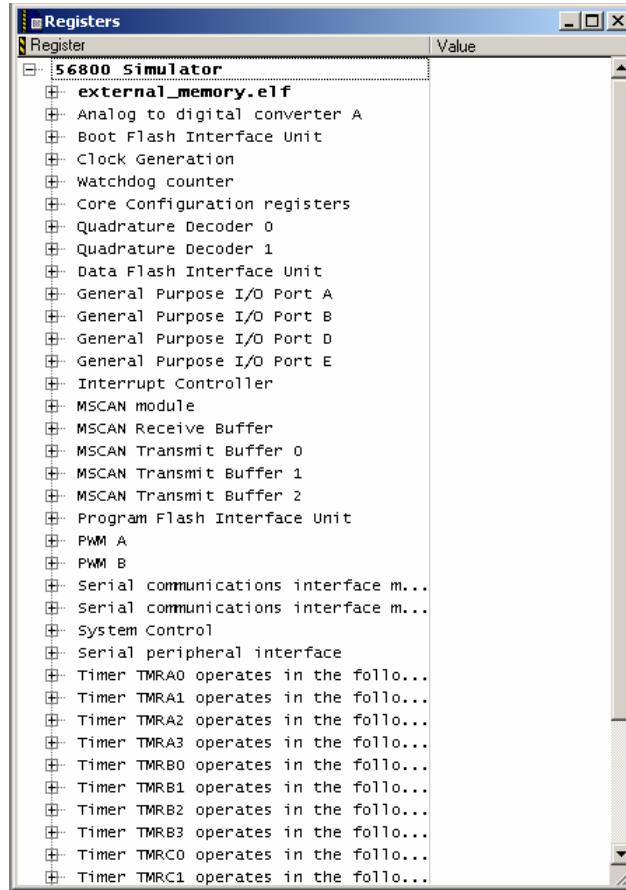 Registers
Register Value
56800 Simulator
external_memory.elf
Analog to digital converter A
Boot Flash Interface Unit
Clock Generation
Watchdog counter
Core Configuration registers
Quadrature Decoder 0
Quadrature Decoder 1
Data Flash Interface Unit
General Purpose I/O Port A
General Purpose I/O Port B
General Purpose I/O Port D
General Purpose I/O Port E
Interrupt Controller
MSCAN module
MSCAN Receive Buffer
MSCAN Transmit Buffer 0
MSCAN Transmit Buffer 1
MSCAN Transmit Buffer 2
Program Flash Interface Unit
PWM A
PWM B
Serial communications interface m...
Serial communications interface m...
System Control
Serial peripheral interface
Timer TMRA0 operates in the follo...
Timer TMRA1 operates in the follo...
Timer TMRA2 operates in the follo...
Timer TMRA3 operates in the follo...
Timer TMRB0 operates in the follo...
Timer TMRB1 operates in the follo...
Timer TMRB2 operates in the follo...
Timer TMRB3 operates in the follo...
Timer TMRC0 operates in the follo...
Timer TMRC1 operates in the follo...